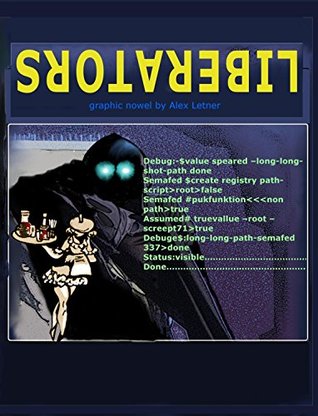 LIBERATORS
graphic novel by Alex Letner
Debug:-$value speared –long-long-
shot-path done
Semafed $create registry path-
script>root>false
Semafed #pukfunktion<<<non
path>true
Assumed# truevallue –root –
screept71>true
Debuge$:long-long-path-semafed
337>done
Status:visible.................................
Done.............................................